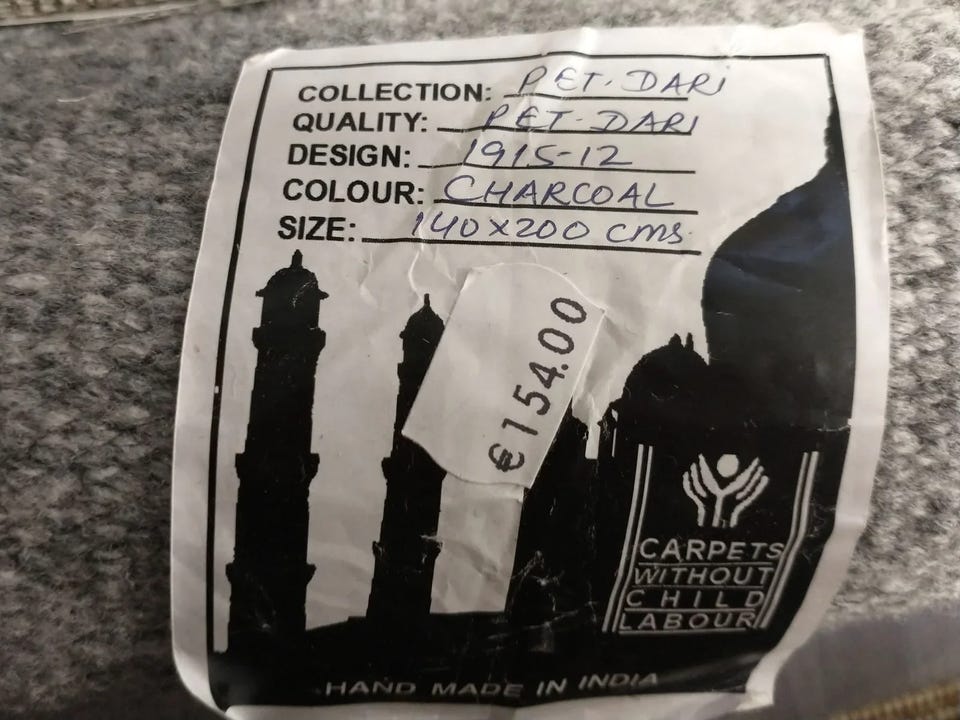 COLLECTION: PET. DARI
QUALITY: PET-DARI
DESIGN: 1915-12
COLOUR: CHARCOAL
SIZE: 140x200 cms
€154.00
CARPETS
WITHOUT
CHILD
LABOUR
HAND MADE IN INDIA